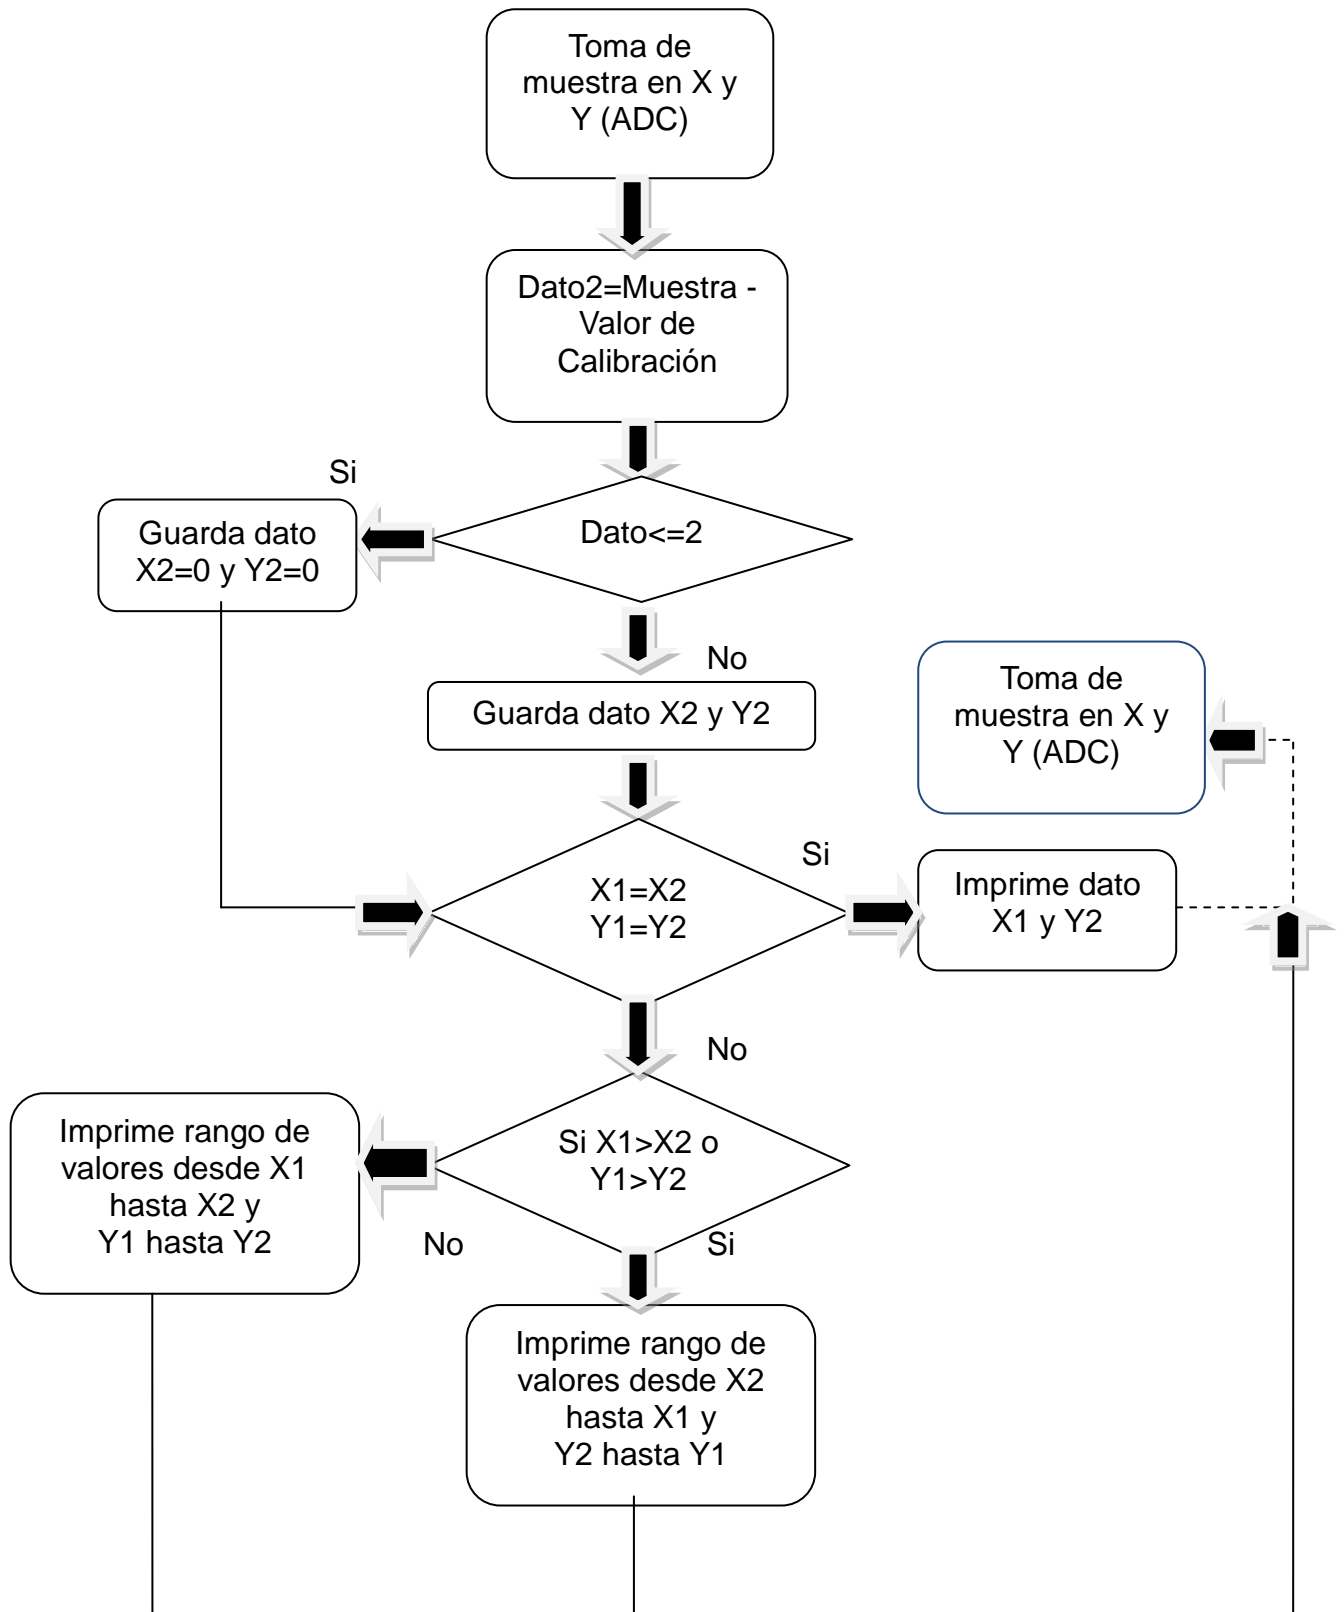 Toma de
muestra en X y
Y (ADC)
Dato2=Muestra -
Valor de
Calibración
Si
Guarda dato
X2=0 y Y2=0
Dato<=2
No
Guarda dato X2 y Y2
Toma de
muestra en X y
Y (ADC)
X1=X2
Y1=Y2
Si
Imprime dato
X1 y Y2
No
Imprime rango de
valores desde X1
hasta X2 y
Y1 hasta Y2
Si X1>X2 o
Y1>Y2
No
Si
Imprime rango de
valores desde X2
hasta X1 y
Y2 hasta Y1